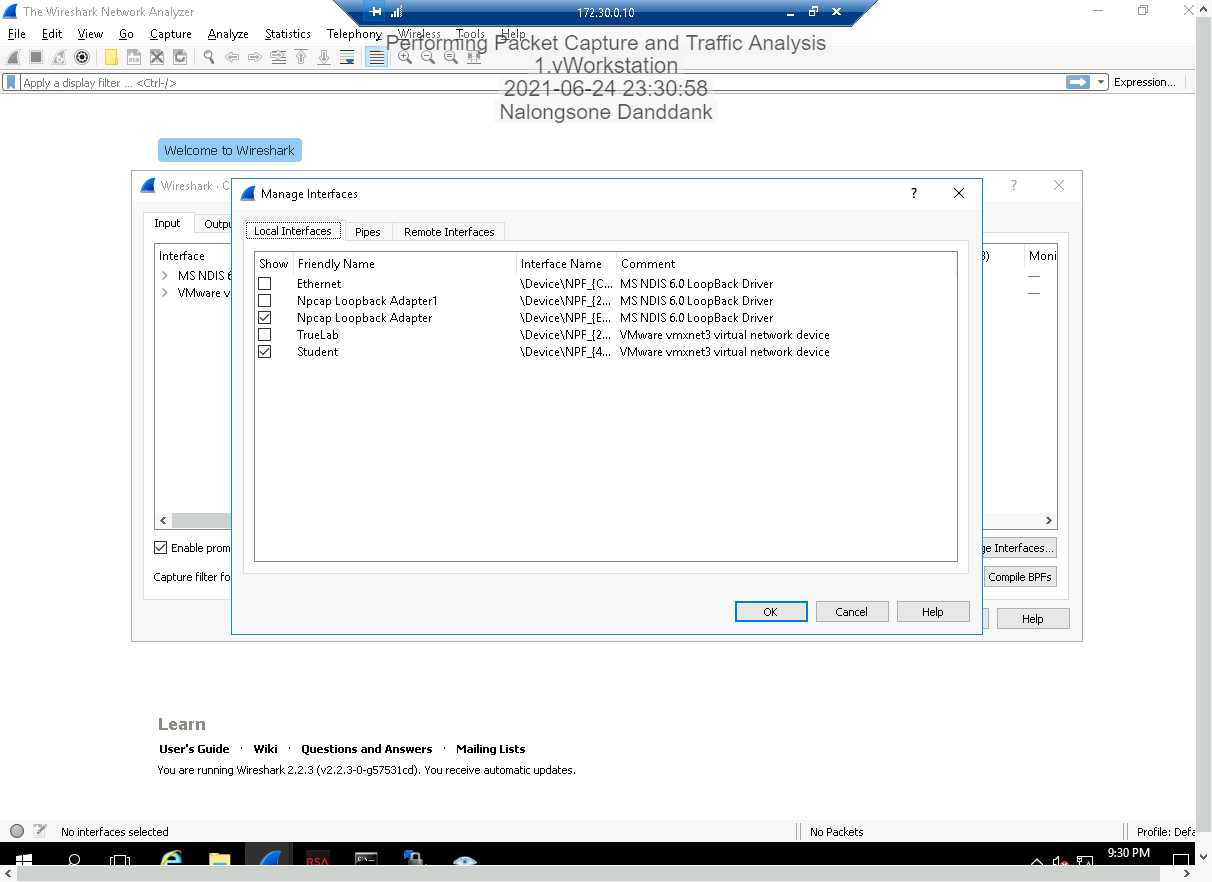 The Wireshark Network Analyzer
172.30.0.10
File Edit View Go Capture Analyze Statistics Telephony Wireless Tools Help
Performing Packet Capture and Traffic Analysis
1.vWorkstation
2021-06-24 23:30:58
Nalongsone Danddank
Apply a display filter ... <Ctrl-/>
Expression...
Welcome to Wireshark
Wireshark · C
Manage Interfaces
Input Outpu
Local Interfaces Pipes Remote Interfaces
Interface
Moni
MS NDIS 6
VMware v
Show Friendly Name Interface Name Comment
Ethernet \Device\NPF_{C... MS NDIS 6.0 LoopBack Driver
Npcap Loopback Adapter1 \Device\NPF_{2... MS NDIS 6.0 LoopBack Driver
Npcap Loopback Adapter \Device\NPF_{E... MS NDIS 6.0 LoopBack Driver
TrueLab \Device\NPF_{2... VMware vmxnet3 virtual network device
Student \Device\NPF_{4... VMware vmxnet3 virtual network device
Enable prom
ge Interfaces...
Capture filter fo
Compile BPFs
OK Cancel Help
Help
Learn
User's Guide · Wiki · Questions and Answers · Mailing Lists
You are running Wireshark 2.2.3 (v2.2.3-0-g57531cd). You receive automatic updates.
No interfaces selected
No Packets
Profile: Defa
RSA
9:30 PM